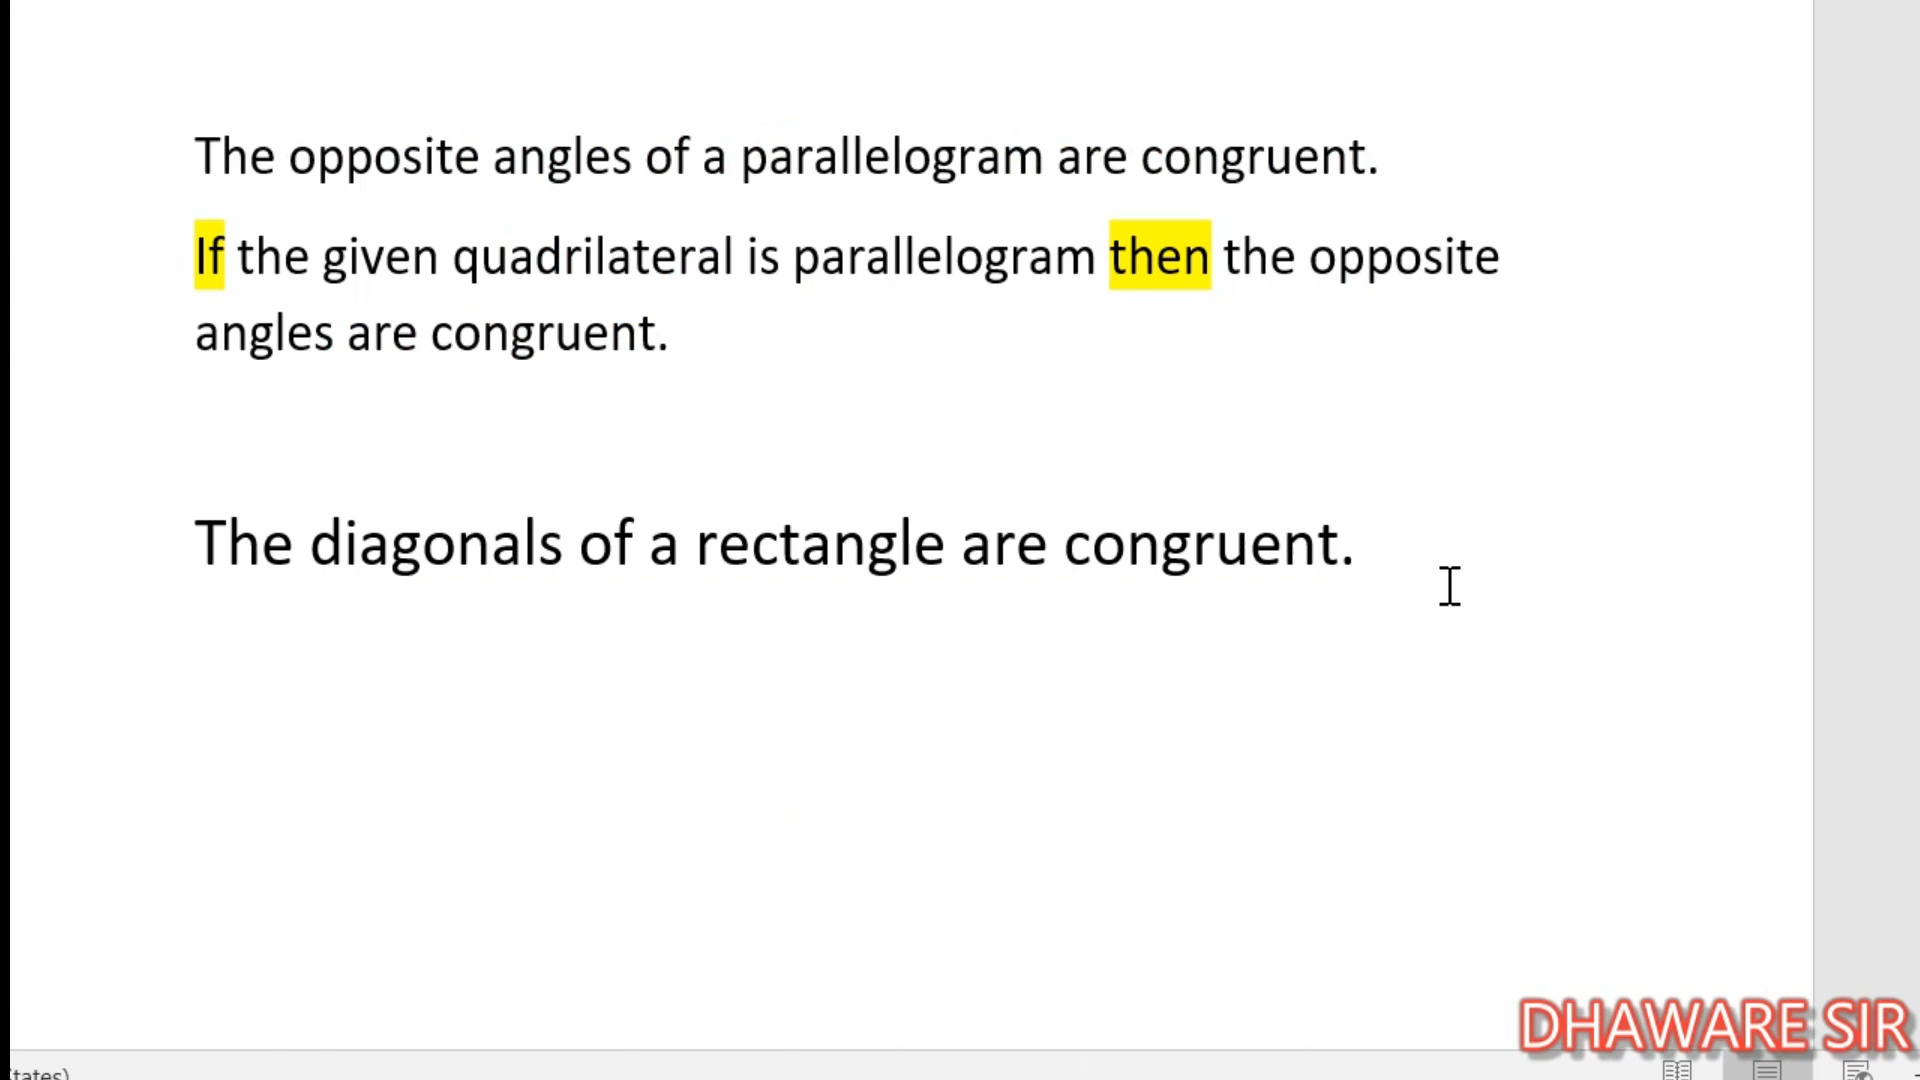 The opposite angles of a parallelogram are congruent.
If the given quadrilateral is parallelogram then the opposite
angles are congruent.
The diagonals of a rectangle are congruent.
DHAWARE SIR
tates)